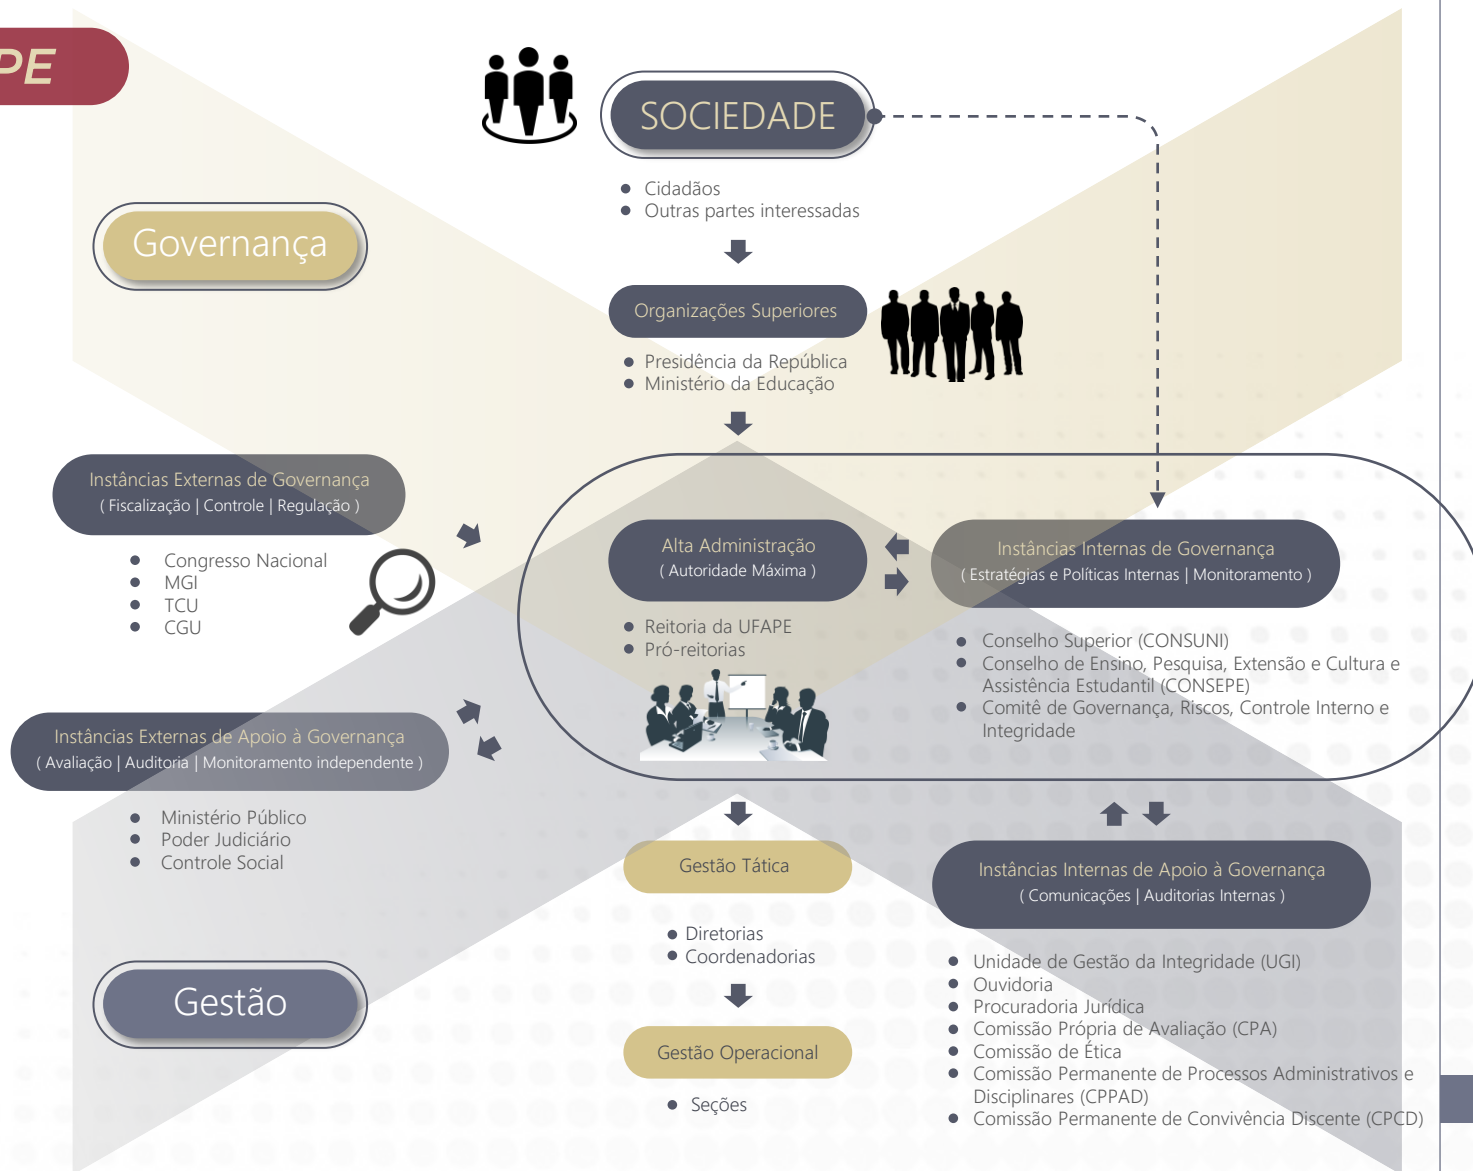 PE
SOCIEDADE
Cidadãos
Outras partes interessadas
Governança
Organizações Superiores
Presidência da República
Ministério da Educação
Instâncias Externas de Governança
( Fiscalização | Controle | Regulação )
Congresso Nacional
MGI
TCU
CGU
Alta Administração
( Autoridade Máxima )
Reitoria da UFAPE
Pró-reitorias
Instâncias Internas de Governança
( Estratégias e Políticas Internas | Monitoramento )
Conselho Superior (CONSUNI)
Conselho de Ensino, Pesquisa, Extensão e Cultura e
Assistência Estudantil (CONSEPE)
Comitê de Governança, Riscos, Controle Interno e
Integridade
Instâncias Externas de Apoio à Governança
( Avaliação | Auditoria | Monitoramento independente )
Ministério Público
Poder Judiciário
Controle Social
Gestão Tática
Diretorias
Coordenadorias
Gestão Operacional
Seções
Instâncias Internas de Apoio à Governança
( Comunicações | Auditorias Internas )
Unidade de Gestão da Integridade (UGI)
Ouvidoria
Procuradoria Jurídica
Comissão Própria de Avaliação (CPA)
Comissão de Ética
Comissão Permanente de Processos Administrativos e
Disciplinares (CPPAD)
Comissão Permanente de Convivência Discente (CPCD)
Gestão